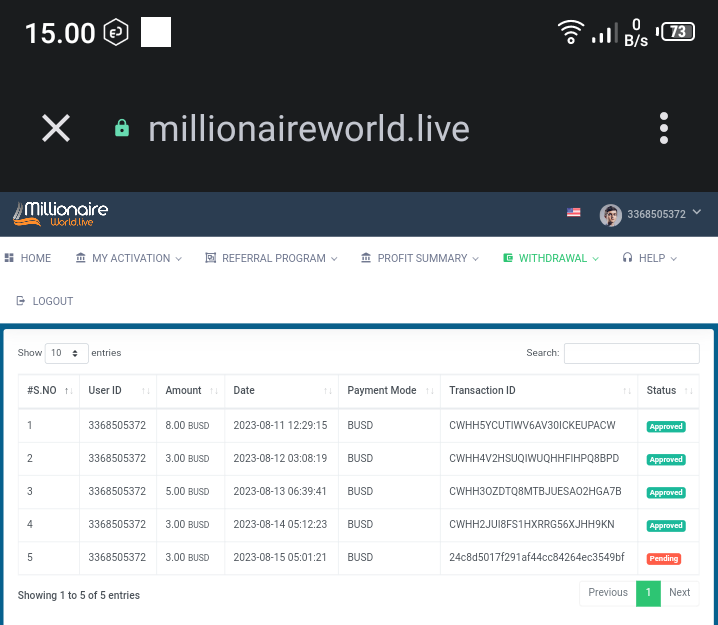 15.00 0 B/s 73
millionaireworld.live
Millionaire
World.live
3368505372
HOME MY ACTIVATION REFERRAL PROGRAM PROFIT SUMMARY WITHDRAWAL HELP
LOGOUT
Show 10 entries Search:
#S.NO User ID Amount Date Payment Mode Transaction ID Status
1 3368505372 8.00 BUSD 2023-08-11 12:29:15 BUSD CWHH5YCUTIWV6AV30ICKEUPACW Approved
2 3368505372 3.00 BUSD 2023-08-12 03:08:19 BUSD CWHH4V2HSUQIWUQHHFIHPQ8BPD Approved
3 3368505372 5.00 BUSD 2023-08-13 06:39:41 BUSD CWHH3OZDTQ8MTBJUESAO2HGA7B Approved
4 3368505372 3.00 BUSD 2023-08-14 05:12:23 BUSD CWHH2JUI8FS1HXRRG56XJHH9KN Approved
5 3368505372 3.00 BUSD 2023-08-15 05:01:21 BUSD 24c8d5017f291af44cc84264ec3549bf Pending
Showing 1 to 5 of 5 entries Previous 1 Next